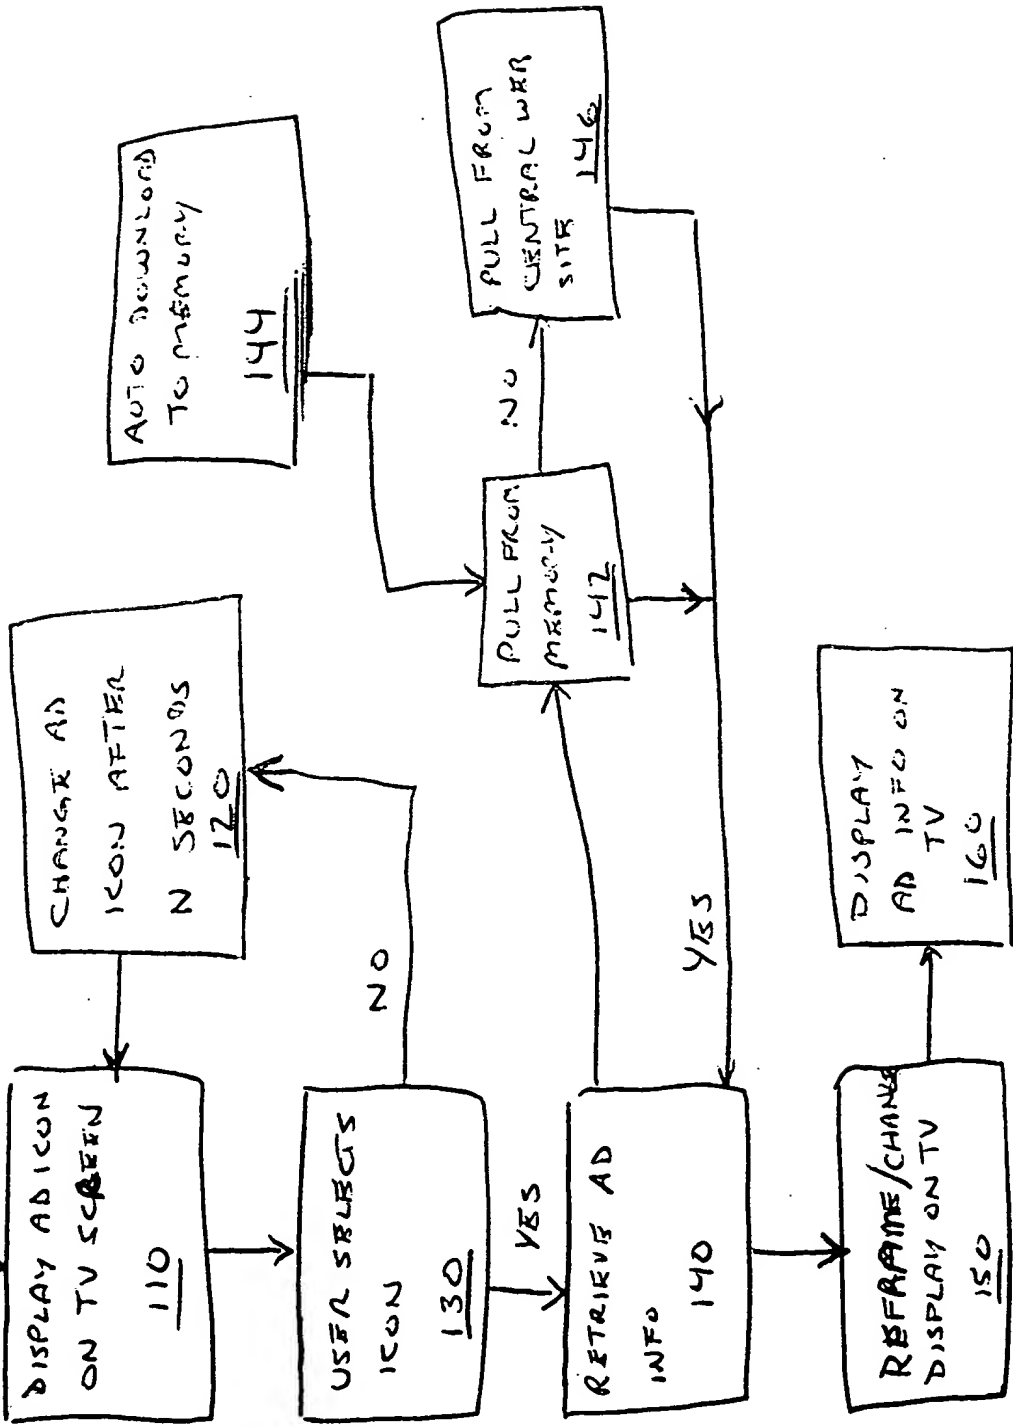 DISPLAY AD ICON
ON TV SCREEN
110
CHANGE AD
ICON AFTER
N SECONDS
120
USER SELECTS
ICON
130
NO
YES
RETRIEVE AD
INFO
140
AUTO DOWNLOAD
TO MEMORY
144
PULL FROM
MEMORY
142
NO
PULL FROM
CENTRAL WEB
SITE
146
YES
REFRAME/CHANGE
DISPLAY ON TV
150
DISPLAY
AD INFO ON
TV
160